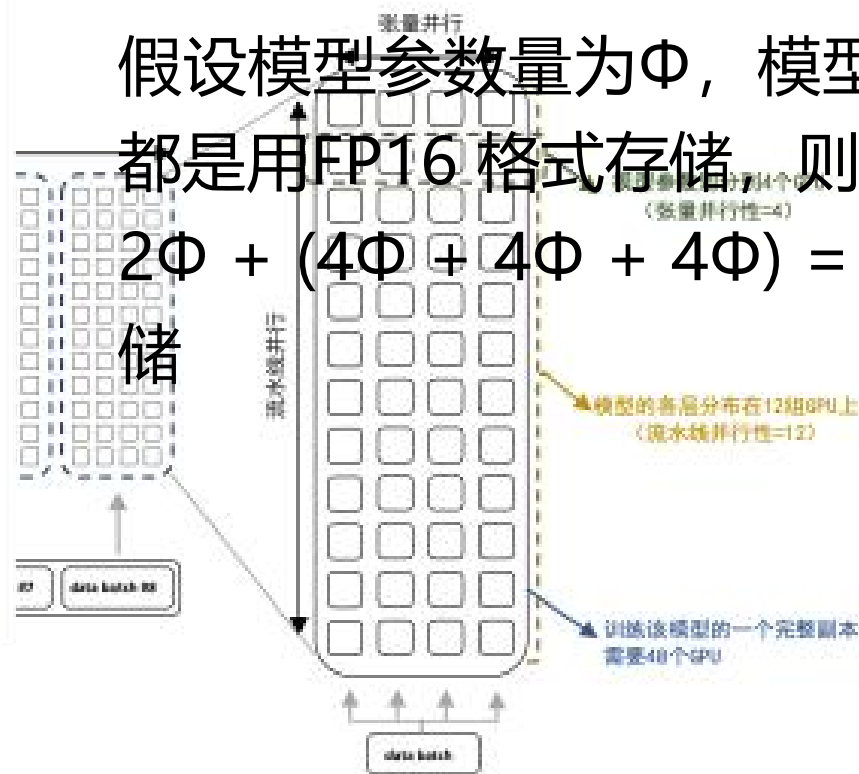 张量并行
假设模型参数量为Φ，模型
都是用FP16 格式存储，则
（张量并行性=4）
2Φ + (4Φ + 4Φ + 4Φ) =
储
流水线并行
模型的各层分布在12组GPU上
（流水线并行性=12）
data batch #8
训练该模型的一个完整副本
需要48个GPU
data batch